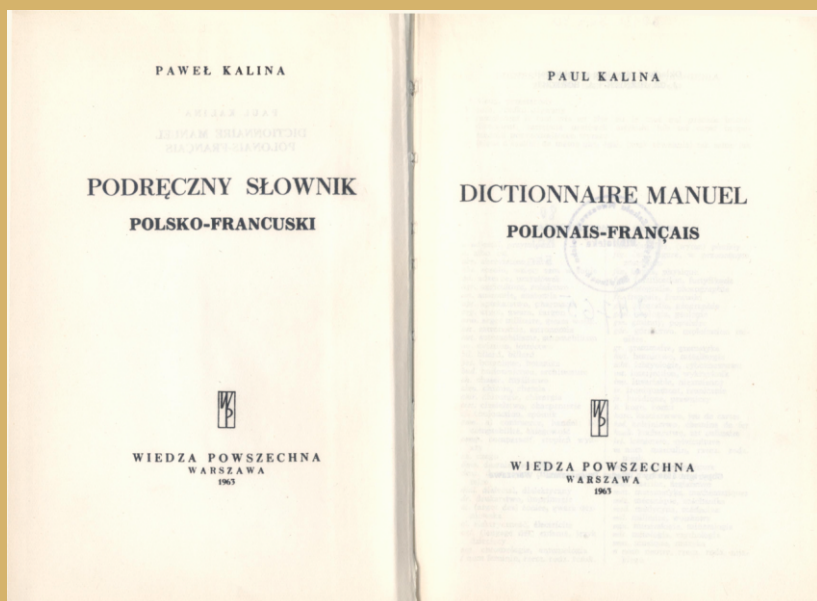 PAWEŁ KALINA
PODRĘCZNY SŁOWNIK
POLSKO-FRANCUSKI
WP
WIEDZA POWSZECHNA
WARSZAWA
1963
PAUL KALINA
DICTIONNAIRE MANUEL
POLONAIS-FRANÇAIS
WP
WIEDZA POWSZECHNA
WARSZAWA
1963